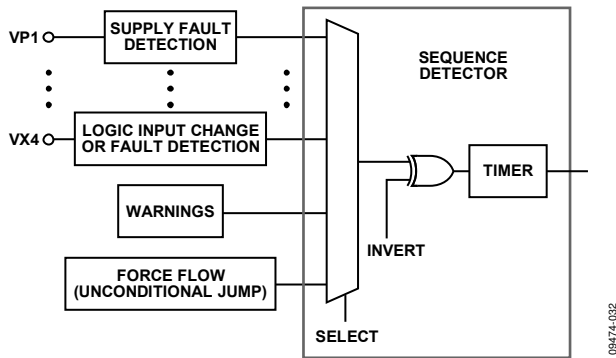 VP1
SUPPLY FAULT
DETECTION
VX4
LOGIC INPUT CHANGE
OR FAULT DETECTION
WARNINGS
FORCE FLOW
(UNCONDITIONAL JUMP)
SEQUENCE
DETECTOR
TIMER
INVERT
SELECT
09474-032